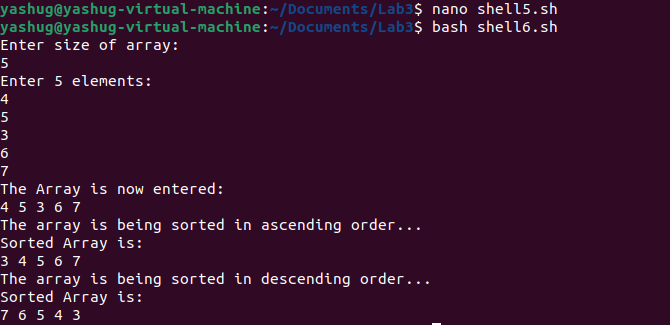 yashug@yashug-virtual-machine:~/Documents/Lab3$ nano shell5.sh
yashug@yashug-virtual-machine:~/Documents/Lab3$ bash shell6.sh
Enter size of array:
5
Enter 5 elements:
4
5
3
6
7
The Array is now entered:
4 5 3 6 7
The array is being sorted in ascending order...
Sorted Array is:
3 4 5 6 7
The array is being sorted in descending order...
Sorted Array is:
7 6 5 4 3